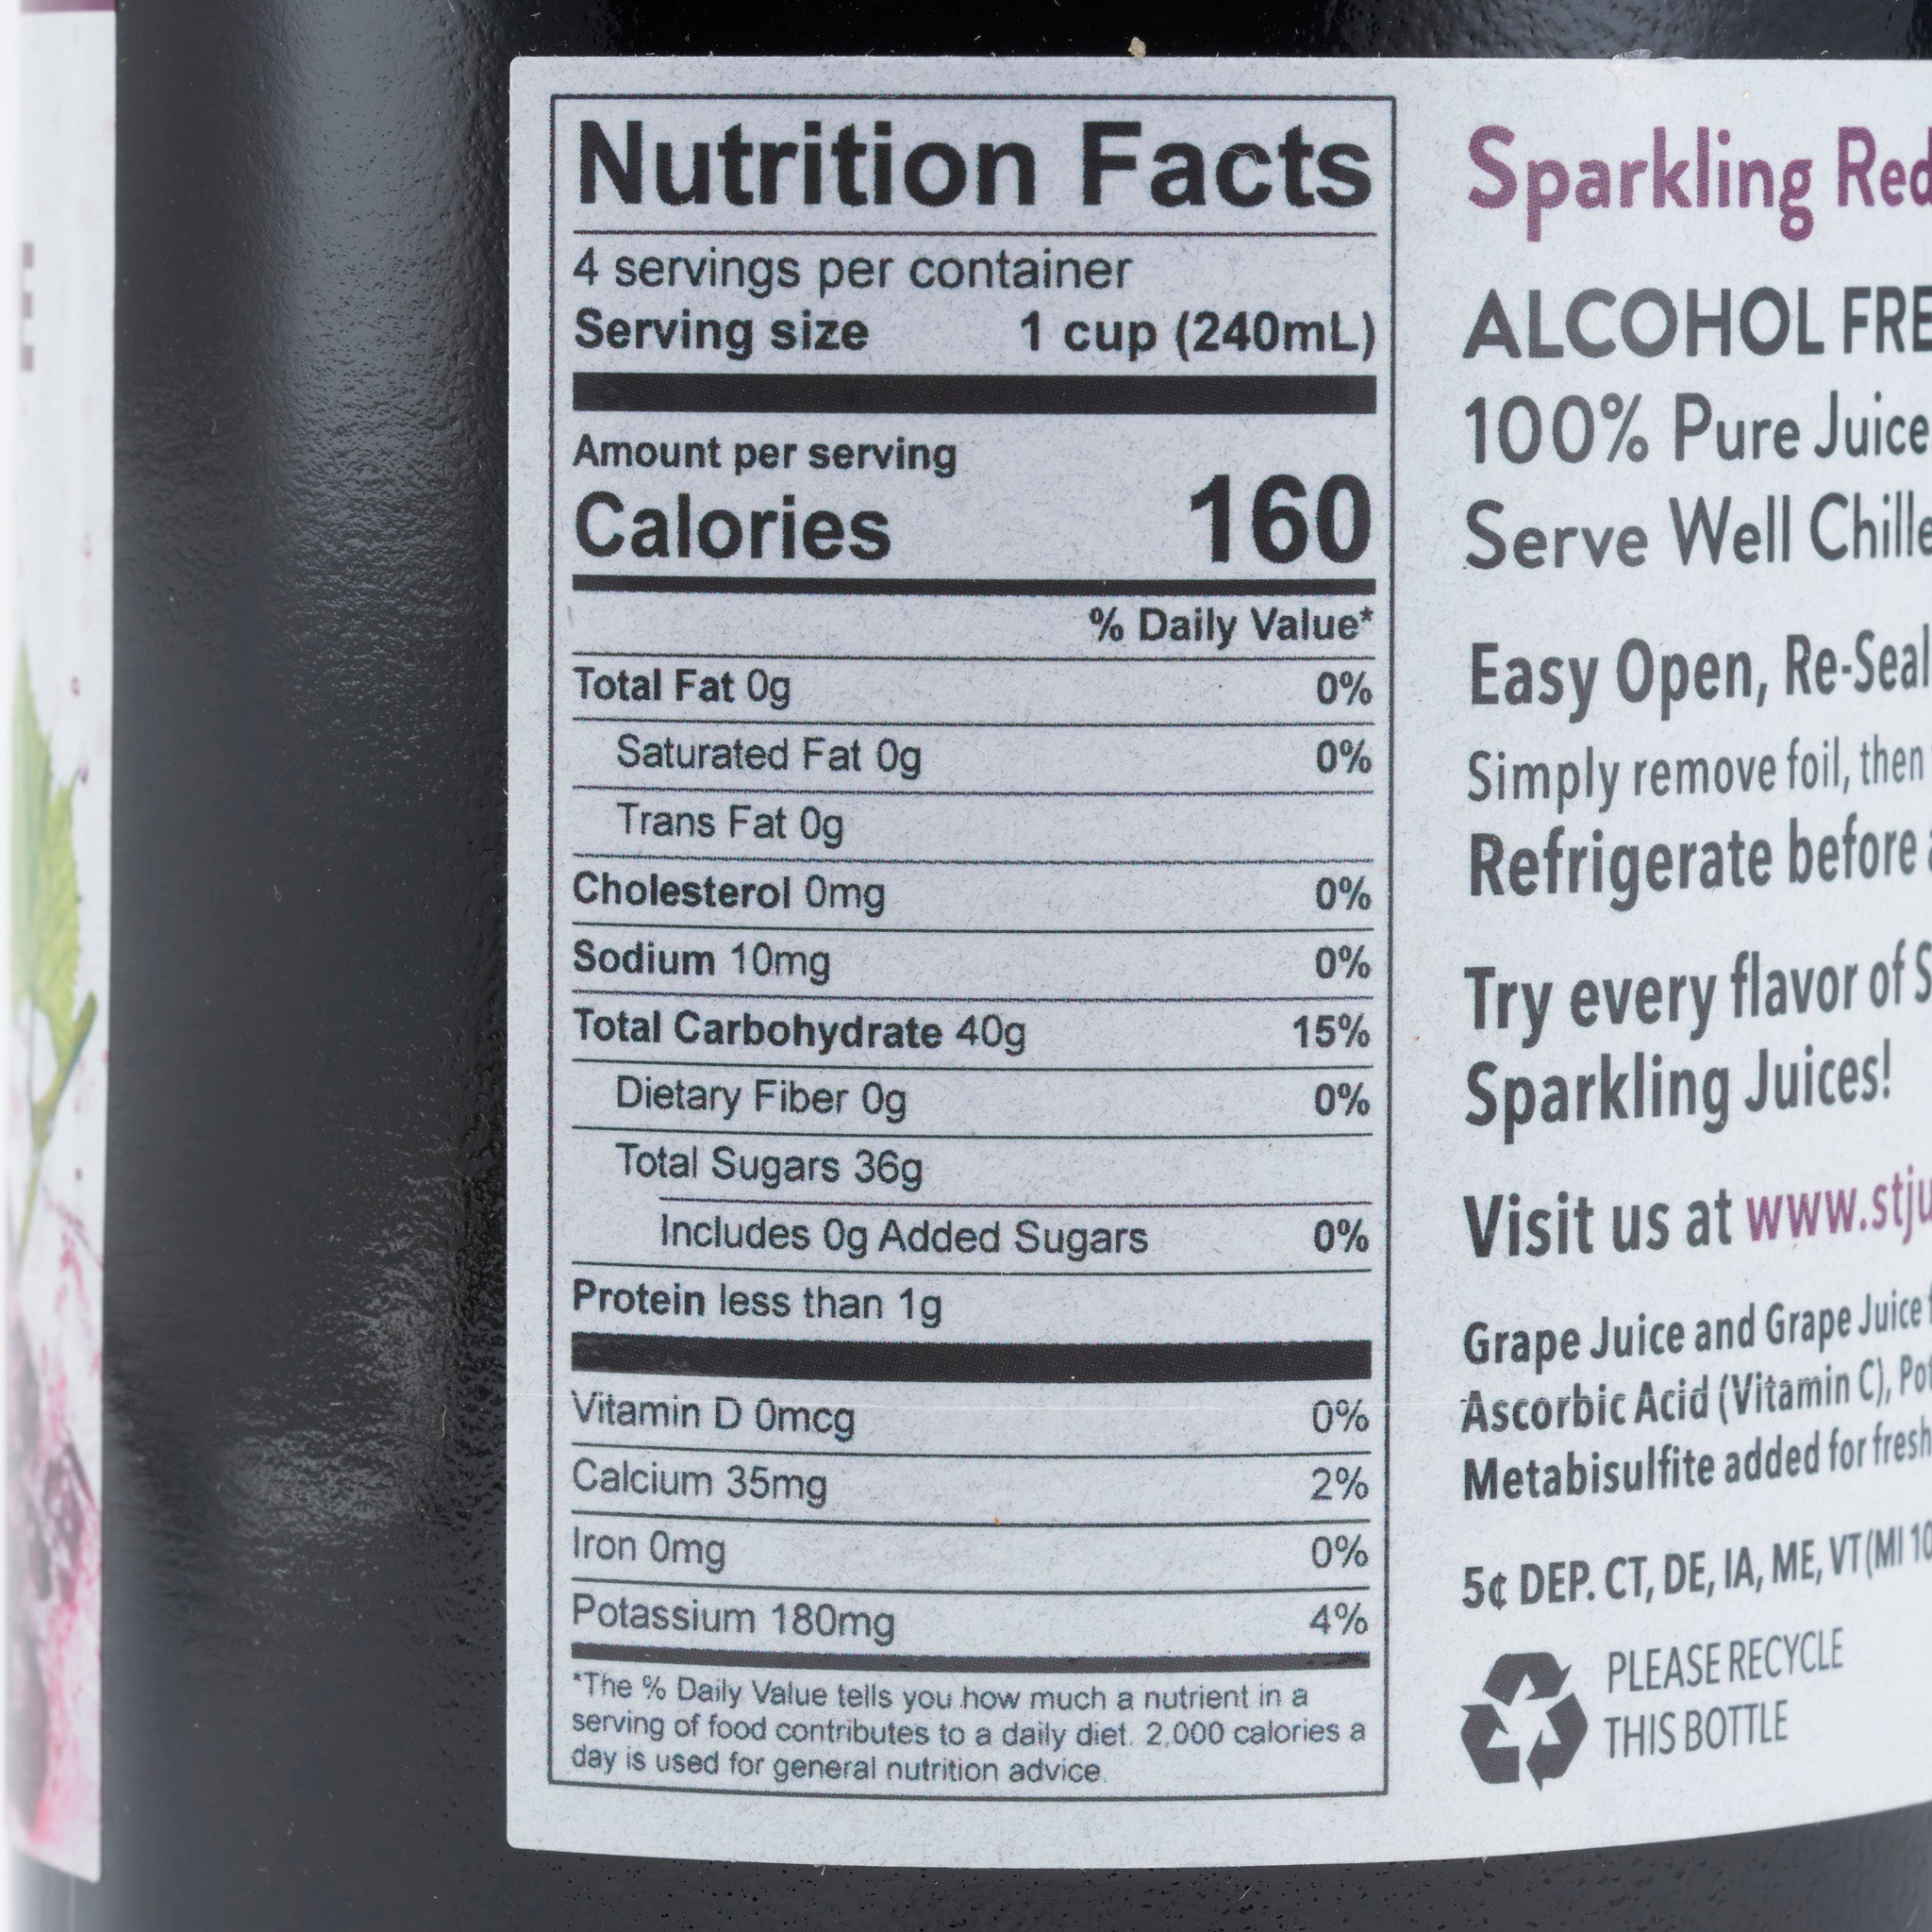 Nutrition Facts
4 servings per container
Serving size 1 cup (240mL)
Amount per serving
Calories 160
% Daily Value*
Total Fat 0g 0%
Saturated Fat 0g 0%
Trans Fat 0g
Cholesterol 0mg 0%
Sodium 10mg 0%
Total Carbohydrate 40g 15%
Dietary Fiber 0g 0%
Total Sugars 36g
Includes 0g Added Sugars 0%
Protein less than 1g
Vitamin D 0mcg 0%
Calcium 35mg 2%
Iron 0mg 0%
Potassium 180mg 4%
*The % Daily Value tells you how much a nutrient in a
serving of food contributes to a daily diet. 2,000 calories a
day is used for general nutrition advice.
Sparkling Red
ALCOHOL
100% Pure Juice
Serve Well
Easy Open,
Simply remove foil, then
Refrigerate before
Try every flavor of
Sparkling Juices!
Visit us at
Grape Juice and Grape Juice
Ascorbic Acid (Vitamin C),
Metabisulfite added for
5¢ DEP. CT, DE, IA, ME, VT (MI
PLEASE RECYCLE
THIS BOTTLE